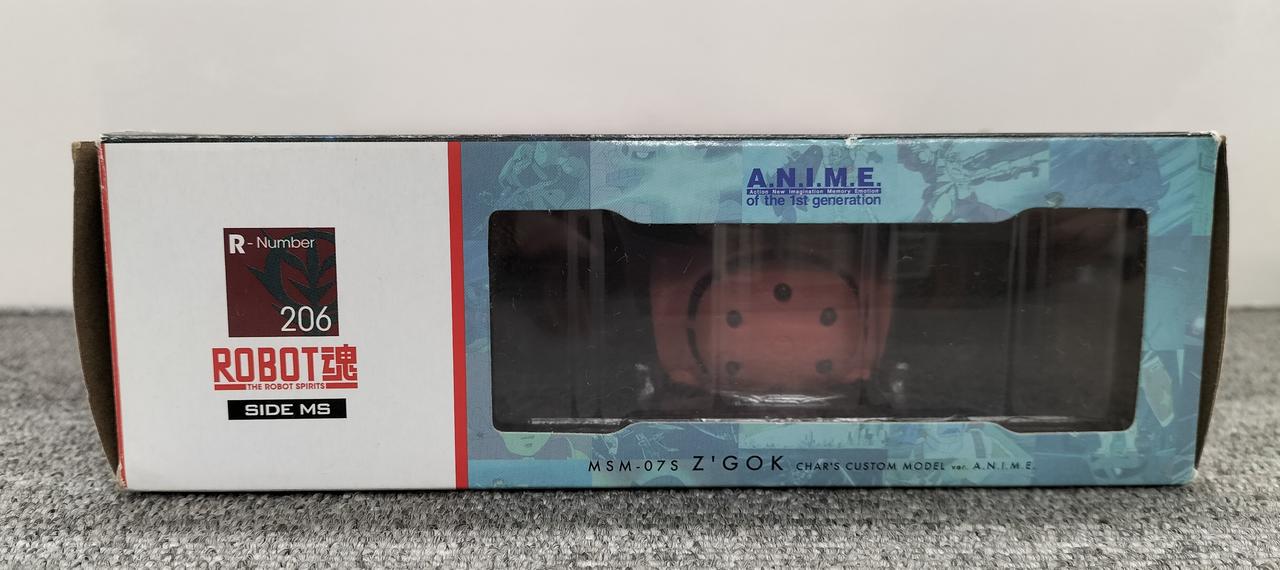 R - Number
206
ROBOT魂
THE ROBOT SPIRITS
SIDE MS
A.N.I.M.E.
Action New Imagination Memory Emotion
of the 1st generation
MSM-07S Z'GOK CHAR'S CUSTOM MODEL ver. A.N.I.M.E.